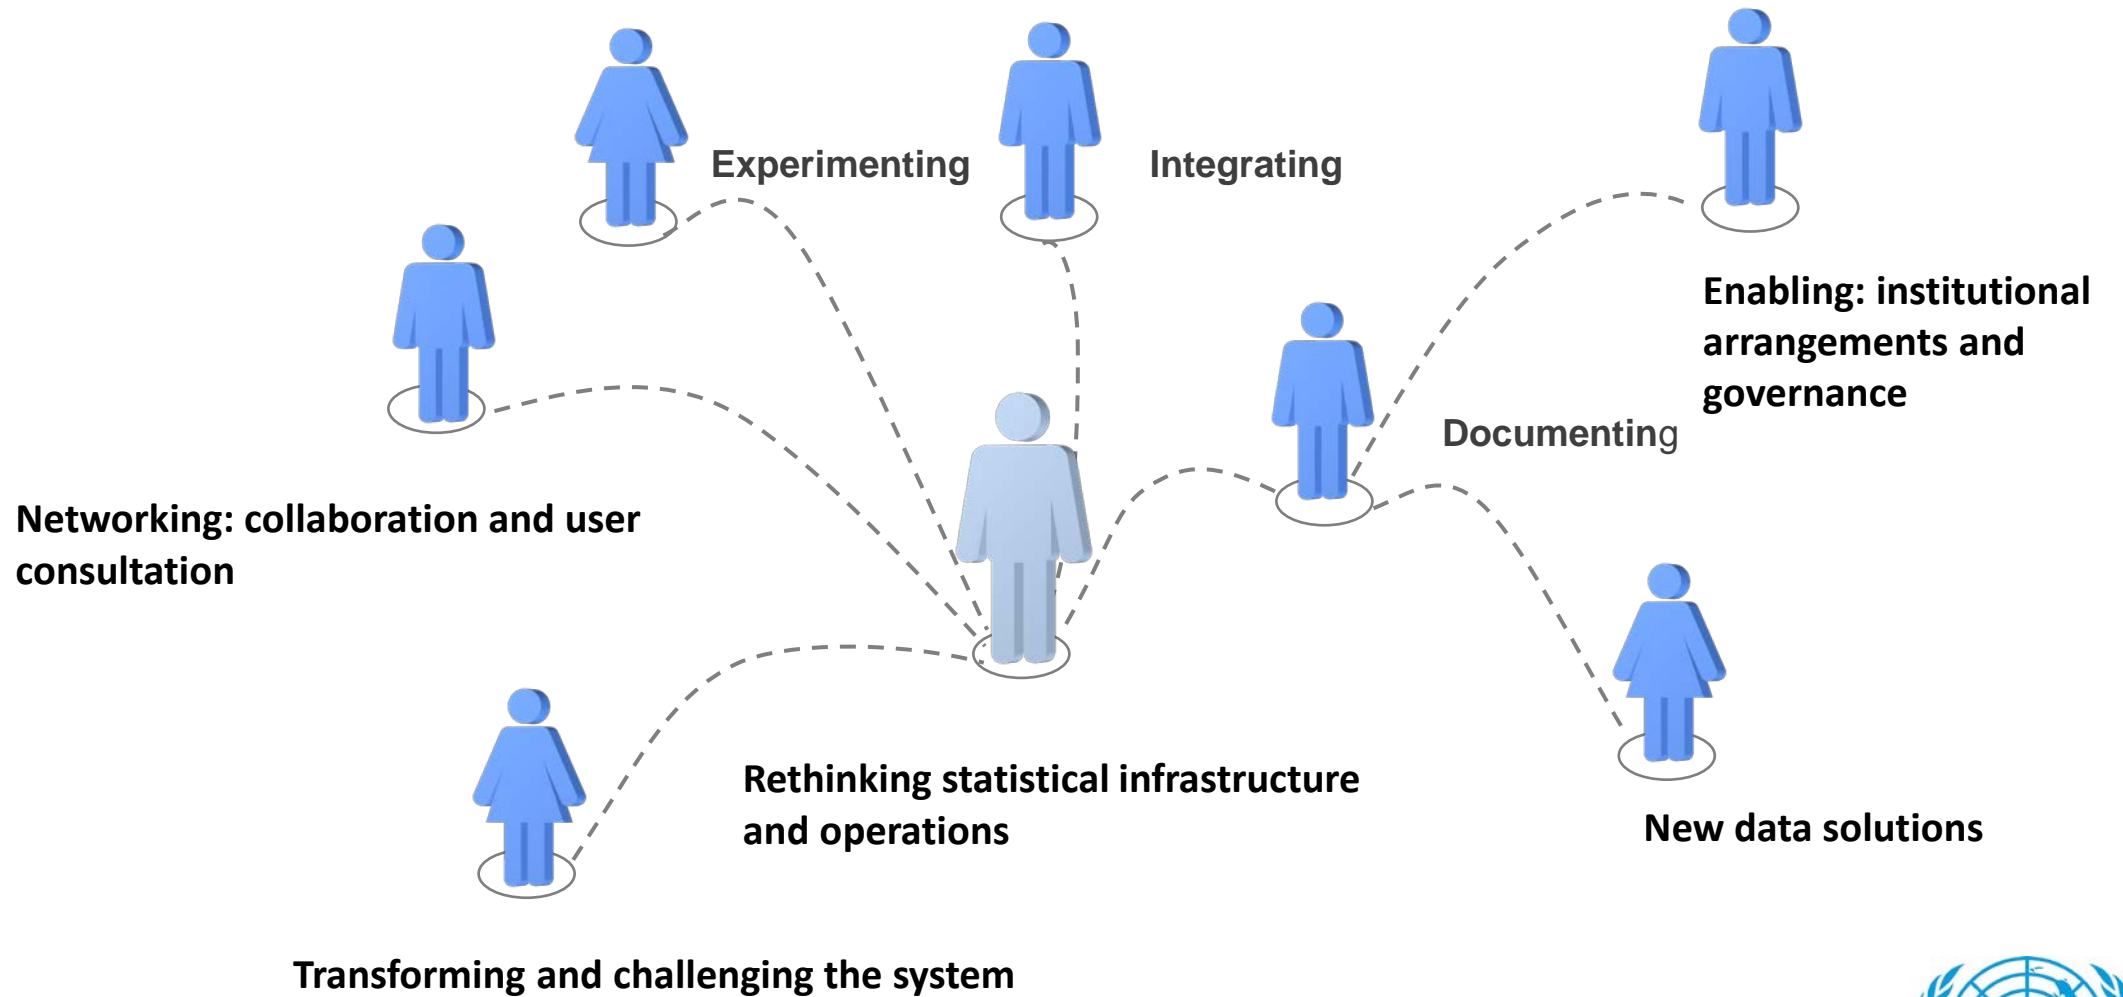 Experimenting
Integrating
Enabling: institutional
arrangements and
governance
Documenting
Networking: collaboration and user
consultation
Rethinking statistical infrastructure
and operations
New data solutions
Transforming and challenging the system